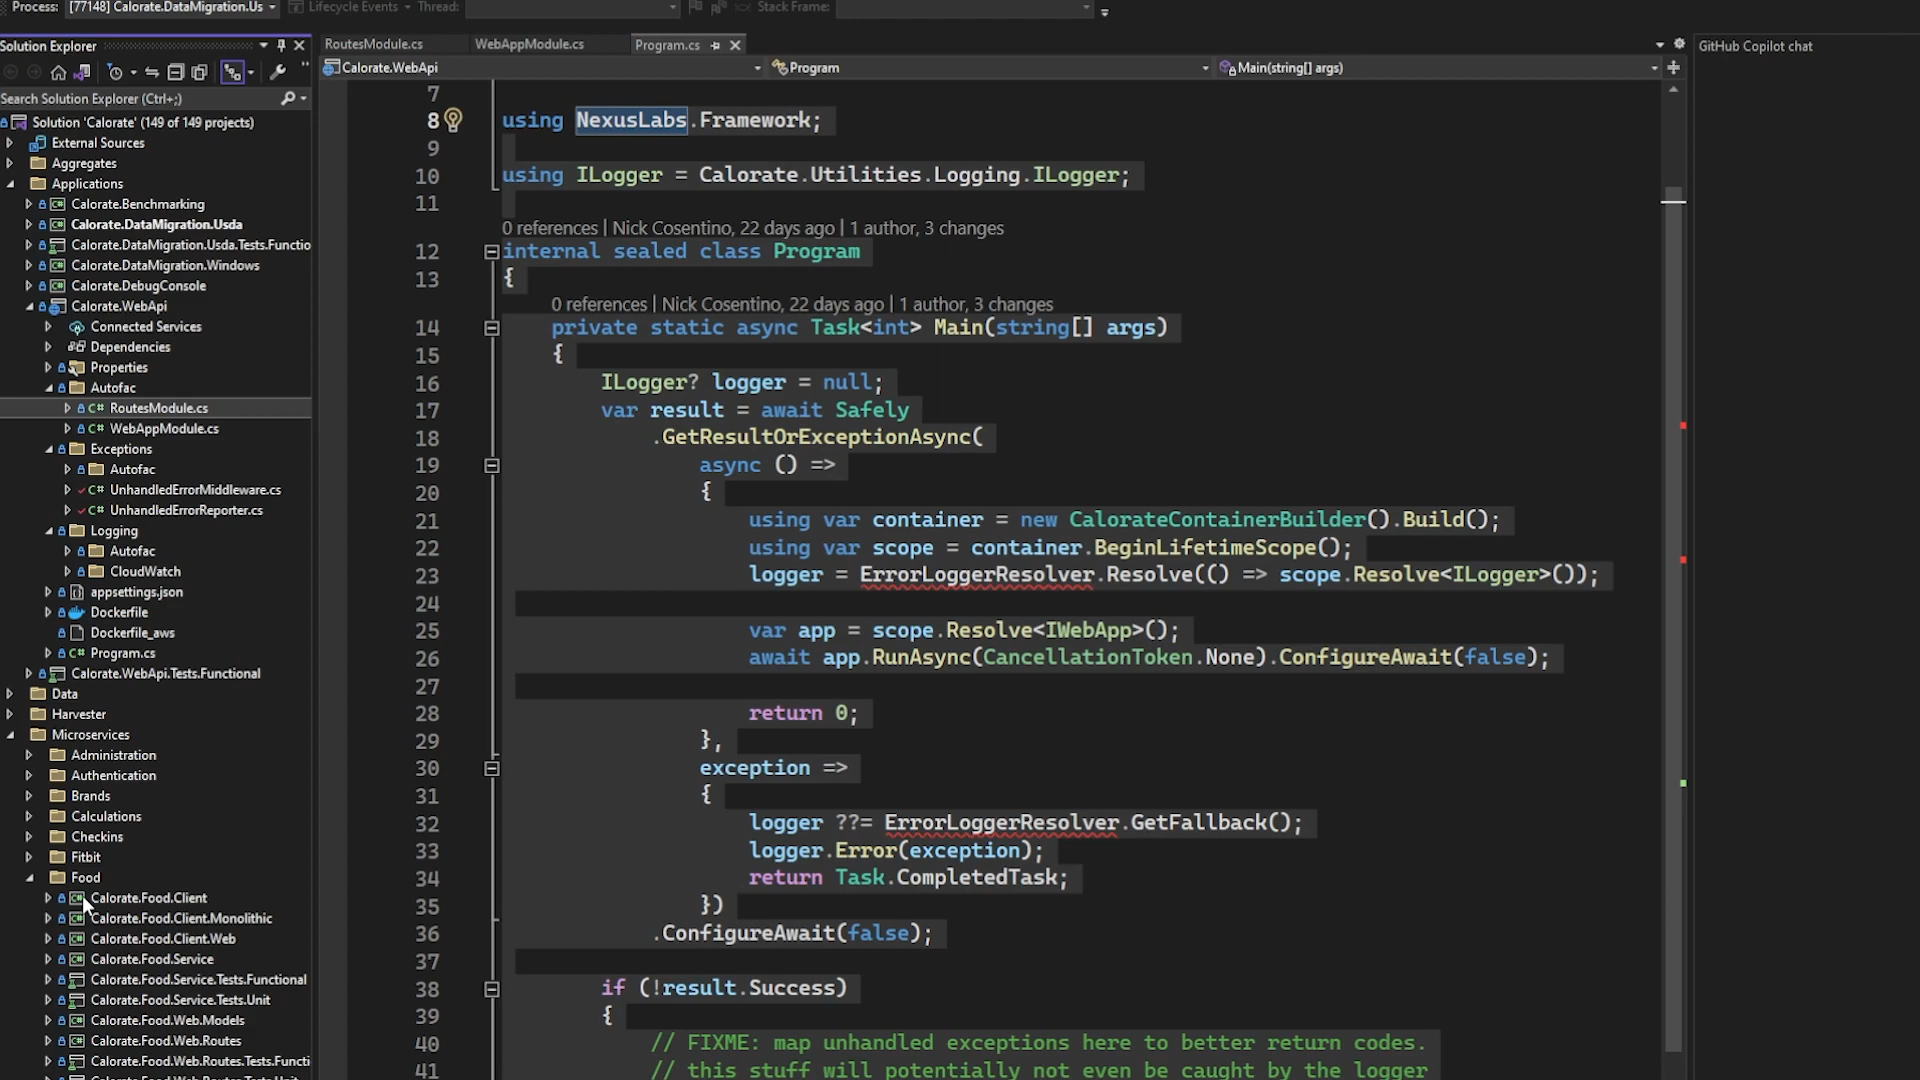 Process: [77148] Calorate.DataMigration.Us Lifecycle Events Thread: Stack Frame:
Solution Explorer
Search Solution Explorer (Ctrl+;)
Solution 'Calorate' (149 of 149 projects)
External Sources
Aggregates
Applications
Calorate.Benchmarking
Calorate.DataMigration.Usda
Calorate.DataMigration.Usda.Tests.Functio
Calorate.DataMigration.Windows
Calorate.DebugConsole
Calorate.WebApi
Connected Services
Dependencies
Properties
Autofac
C# RoutesModule.cs
C# WebAppModule.cs
Exceptions
Autofac
C# UnhandledErrorMiddleware.cs
C# UnhandledErrorReporter.cs
Logging
Autofac
CloudWatch
appsettings.json
Dockerfile
Dockerfile_aws
C# Program.cs
Calorate.WebApi.Tests.Functional
Data
Harvester
Microservices
Administration
Authentication
Brands
Calculations
Checkins
Fitbit
Food
Calorate.Food.Client
Calorate.Food.Client.Monolithic
Calorate.Food.Client.Web
Calorate.Food.Service
Calorate.Food.Service.Tests.Functional
Calorate.Food.Service.Tests.Unit
Calorate.Food.Web.Models
Calorate.Food.Web.Routes
Calorate.Food.Web.Routes.Tests.Functi
RoutesModule.cs WebAppModule.cs Program.cs
Calorate.WebApi Program Main(string[] args)
7
8 using NexusLabs.Framework;
9
10 using ILogger = Calorate.Utilities.Logging.ILogger;
11
0 references | Nick Cosentino, 22 days ago | 1 author, 3 changes
12 internal sealed class Program
13 {
0 references | Nick Cosentino, 22 days ago | 1 author, 3 changes
14 private static async Task<int> Main(string[] args)
15 {
16 ILogger? logger = null;
17 var result = await Safely
18 .GetResultOrExceptionAsync(
19 async () =>
20 {
21 using var container = new CalorateContainerBuilder().Build();
22 using var scope = container.BeginLifetimeScope();
23 logger = ErrorLoggerResolver.Resolve(() => scope.Resolve<ILogger>());
24
25 var app = scope.Resolve<IWebApp>();
26 await app.RunAsync(CancellationToken.None).ConfigureAwait(false);
27
28 return 0;
29 },
30 exception =>
31 {
32 logger ??= ErrorLoggerResolver.GetFallback();
33 logger.Error(exception);
34 return Task.CompletedTask;
35 })
36 .ConfigureAwait(false);
37
38 if (!result.Success)
39 {
40 // FIXME: map unhandled exceptions here to better return codes.
41 // this stuff will potentially not even be caught by the logger
GitHub Copilot chat